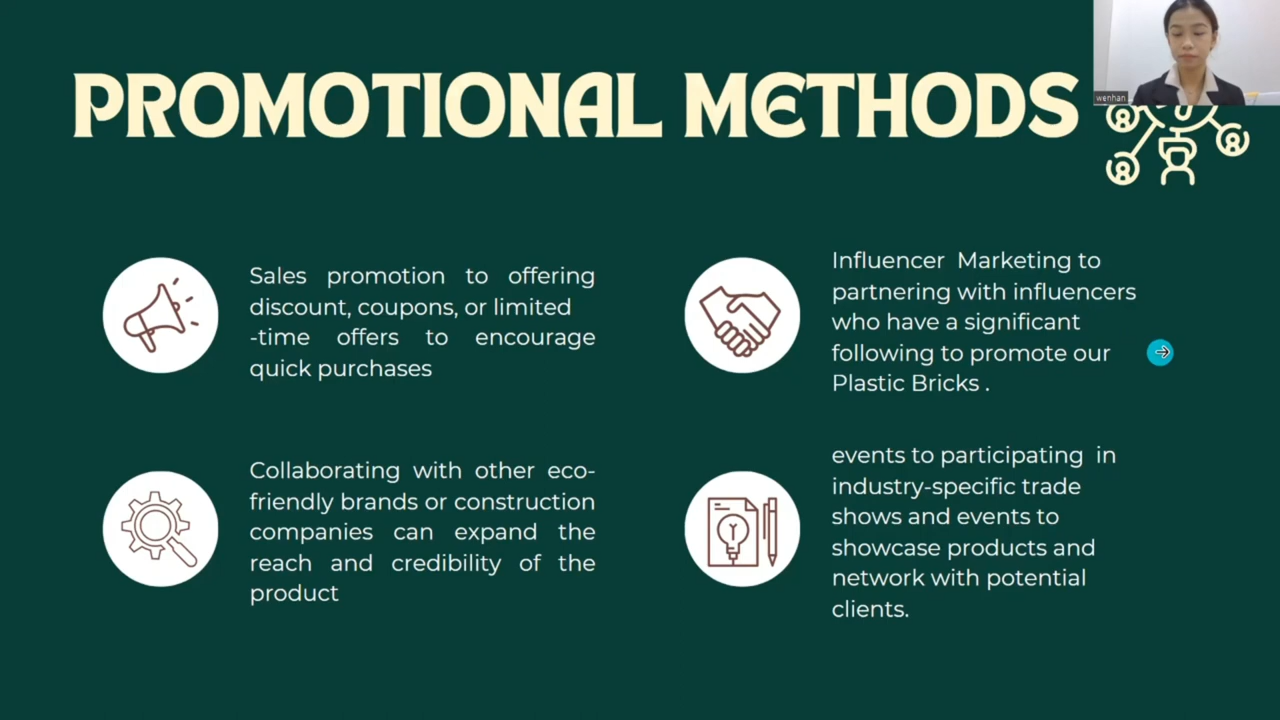 PROMOTIONAL METHODS
wenhan
Sales promotion to offering
discount, coupons, or limited
-time offers to encourage
quick purchases
Influencer Marketing to
partnering with influencers
who have a significant
following to promote our
Plastic Bricks .
Collaborating with other eco-
friendly brands or construction
companies can expand the
reach and credibility of the
product
events to participating in
industry-specific trade
shows and events to
showcase products and
network with potential
clients.